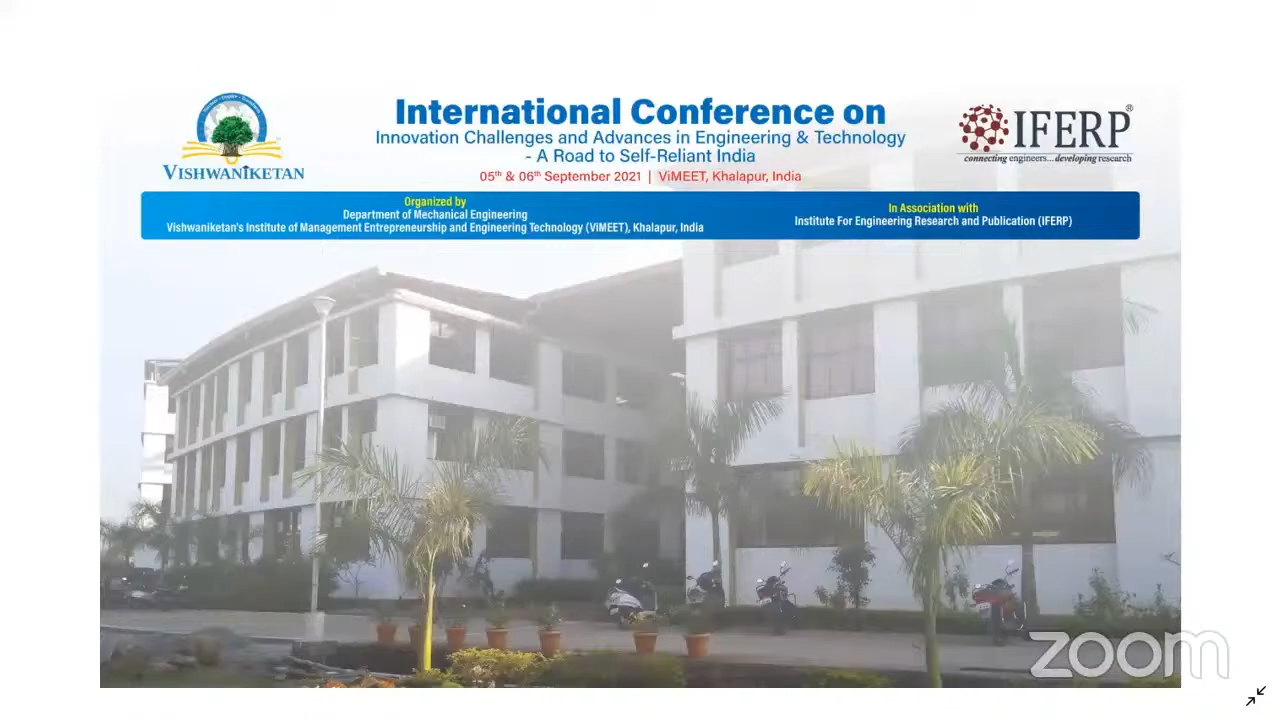 International Conference on
Innovation Challenges and Advances in Engineering & Technology
- A Road to Self-Reliant India
05th & 06th September 2021 | ViMEET, Khalapur, India
VISHWANIKETAN
IFERP®
connecting engineers...developing research
Organized by
Department of Mechanical Engineering
Vishwaniketan's Institute of Management Entrepreneurship and Engineering Technology (ViMEET), Khalapur, India
In Association with
Institute For Engineering Research and Publication (IFERP)
zoom